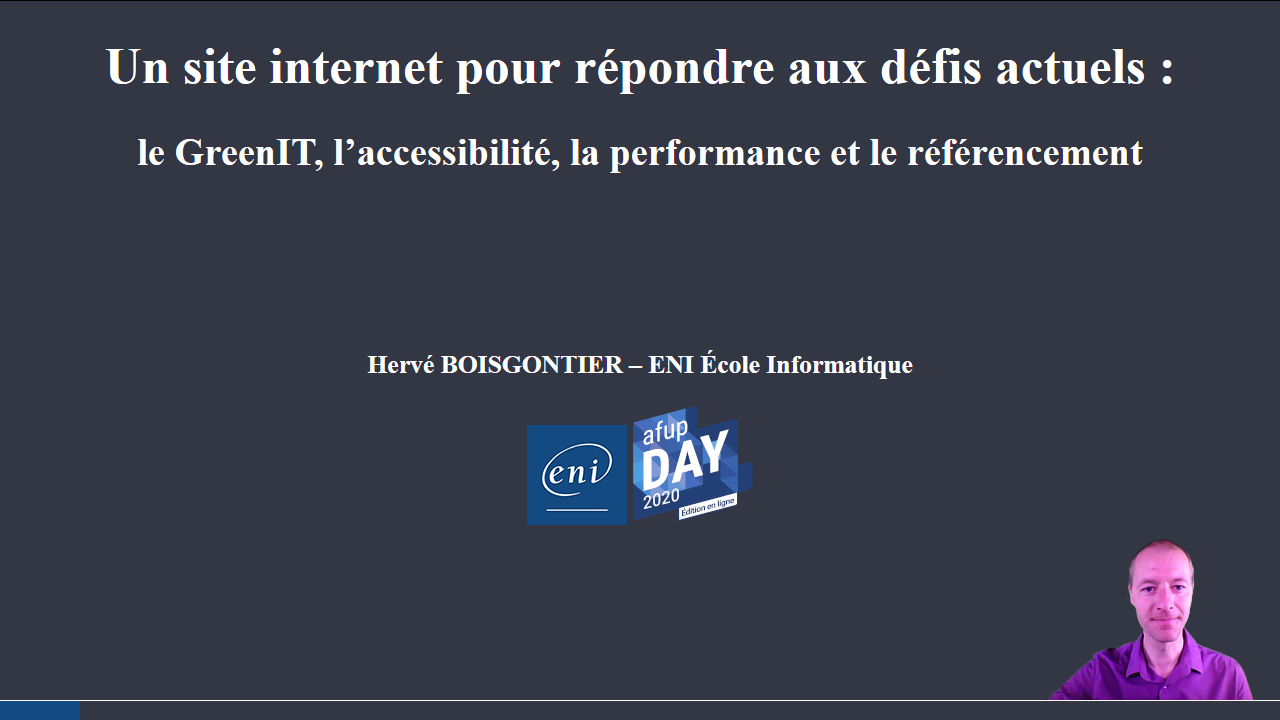 Un site internet pour répondre aux défis actuels :
le GreenIT, l’accessibilité, la performance et le référencement
Hervé BOISGONTIER – ENI École Informatique
eni
afup
DAY
2020
Édition en ligne